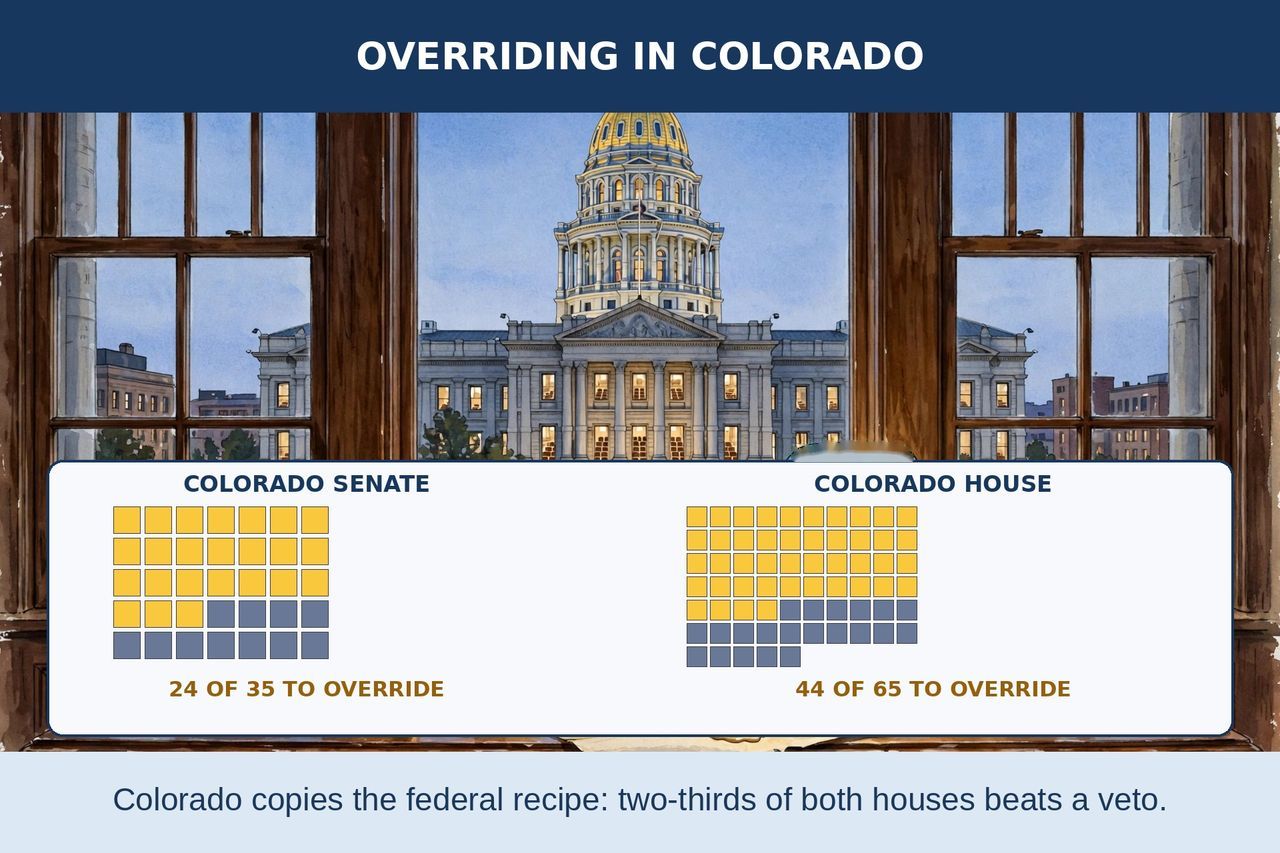 OVERRIDING IN COLORADO
COLORADO SENATE
COLORADO HOUSE
24 OF 35 TO OVERRIDE
44 OF 65 TO OVERRIDE
Colorado copies the federal recipe: two-thirds of both houses beats a veto.